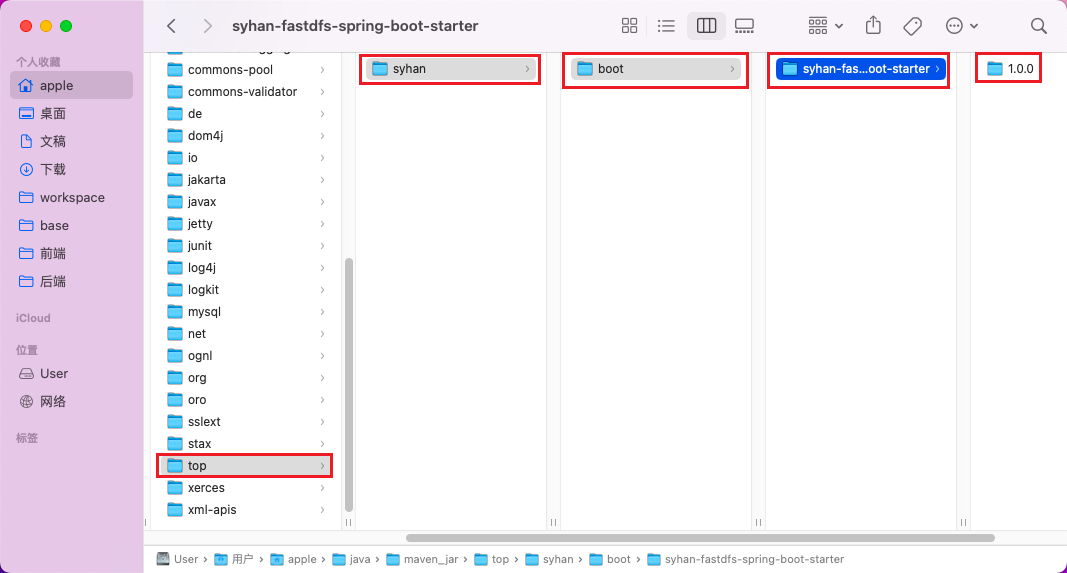 syhan-fastdfs-spring-boot-starter
个人收藏
apple
桌面
文稿
下载
workspace
base
前端
后端
iCloud
位置
User
网络
标签
commons-pool
commons-validator
de
dom4j
io
jakarta
javax
jetty
junit
log4j
logkit
mysql
net
ognl
org
oro
sslext
stax
top
xerces
xml-apis
syhan
boot
syhan-fas...oot-starter
1.0.0
User › 用户 › apple › java › maven_jar › top › syhan › boot › syhan-fastdfs-spring-boot-starter